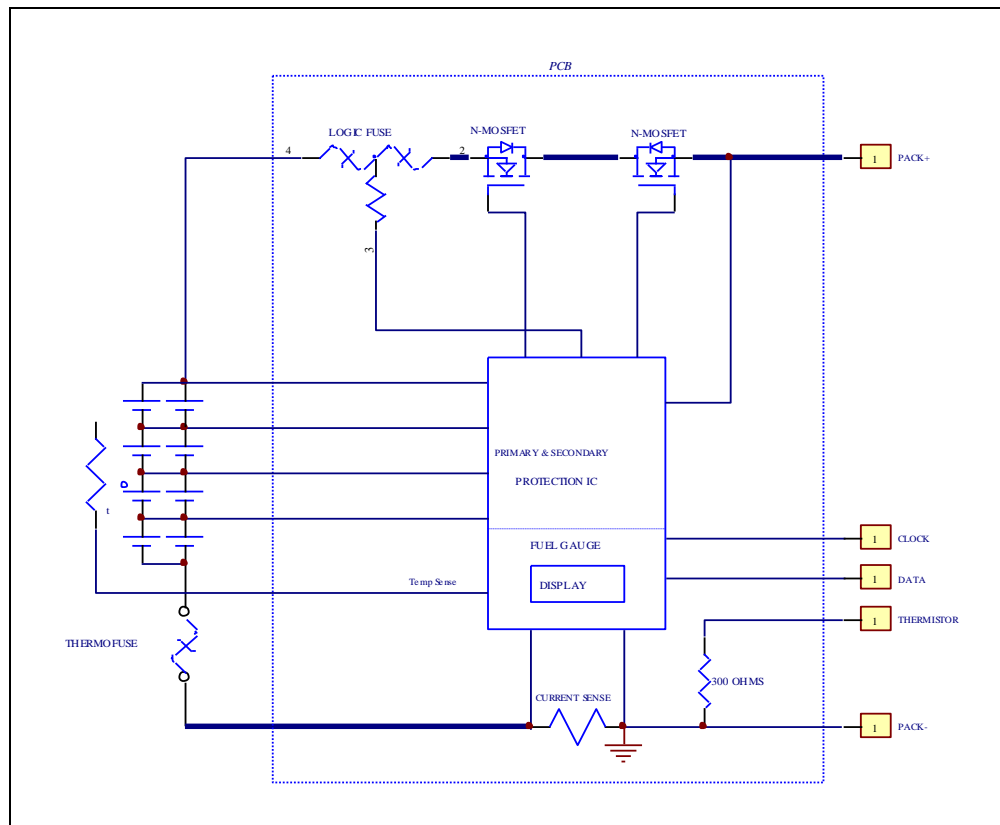 PCB
LOGIC FUSE
N-MOSFET
N-MOSFET
4
2
1
PACK+
3
PRIMARY & SECONDARY
PROTECTION IC
t
FUEL GAUGE
1
CLOCK
Temp Sense
DISPLAY
1
DATA
1
THERMISTOR
THERMOFUSE
300 OHMS
CURRENT SENSE
1
PACK-